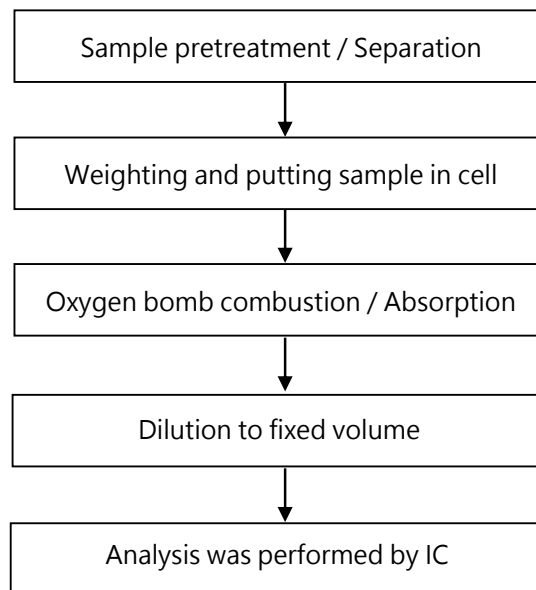 Sample pretreatment / Separation
Weighting and putting sample in cell
Oxygen bomb combustion / Absorption
Dilution to fixed volume
Analysis was performed by IC